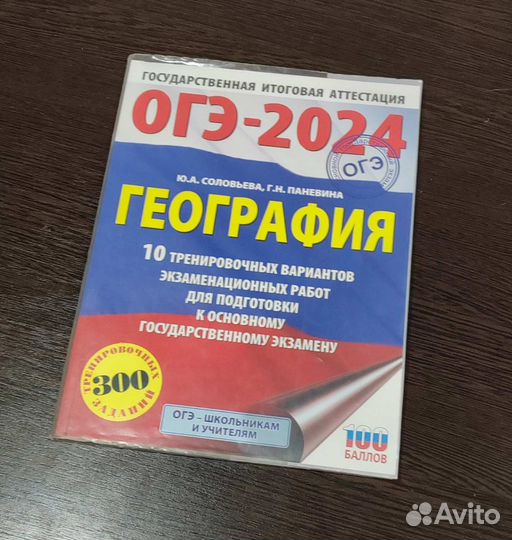 ГОСУДАРСТВЕННАЯ ИТОГОВАЯ АТТЕСТАЦИЯ
ОГЭ-2024
ОГЭ
Ю.А. СОЛОВЬЕВА, Г.Н. ПАНЕВИНА
ГЕОГРАФИЯ
10 ТРЕНИРОВОЧНЫХ ВАРИАНТОВ
ЭКЗАМЕНАЦИОННЫХ РАБОТ
ДЛЯ ПОДГОТОВКИ
К ОСНОВНОМУ
ГОСУДАРСТВЕННОМУ ЭКЗАМЕНУ
ТРЕНИРОВОЧНЫХ
300
ЗАДАНИЙ
ОГЭ – ШКОЛЬНИКАМ
И УЧИТЕЛЯМ
100
БАЛЛОВ
Avito